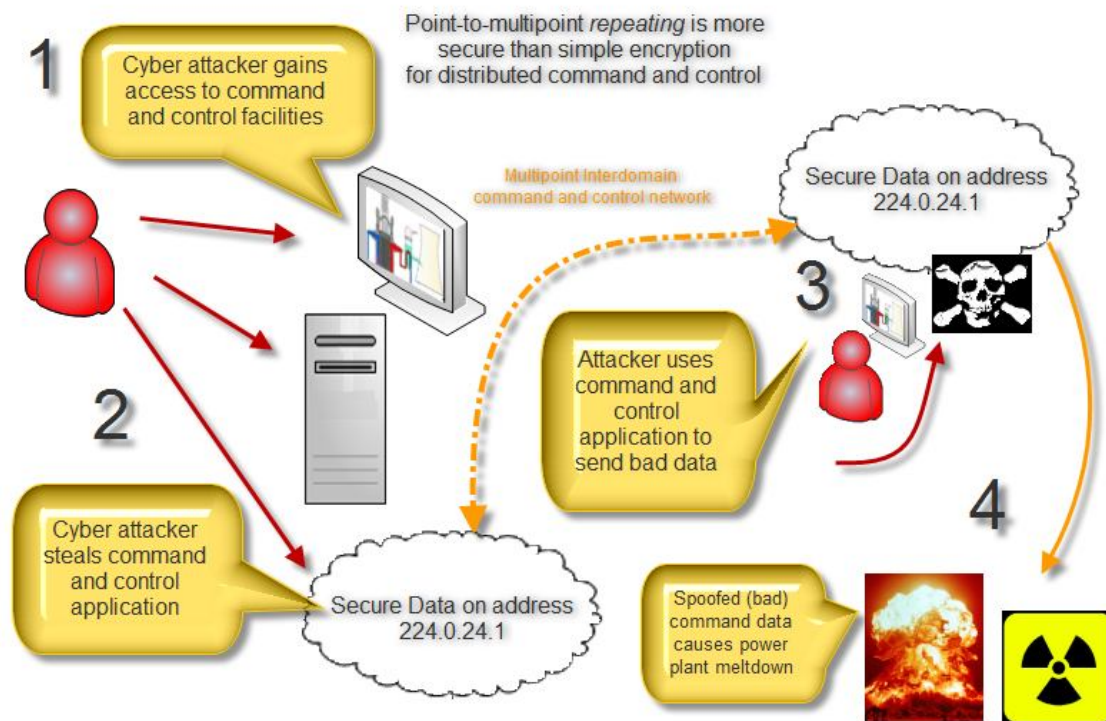 1
Cyber attacker gains
access to command
and control facilities
Point-to-multipoint repeating is more
secure than simple encryption
for distributed command and control
Multipoint Interdomain
command and control network
Secure Data on address
224.0.24.1
2
Cyber attacker
steals command
and control
application
Secure Data on address
224.0.24.1
3
Attacker uses
command and
control
application to
send bad data
4
Spoofed (bad)
command data
causes power
plant meltdown